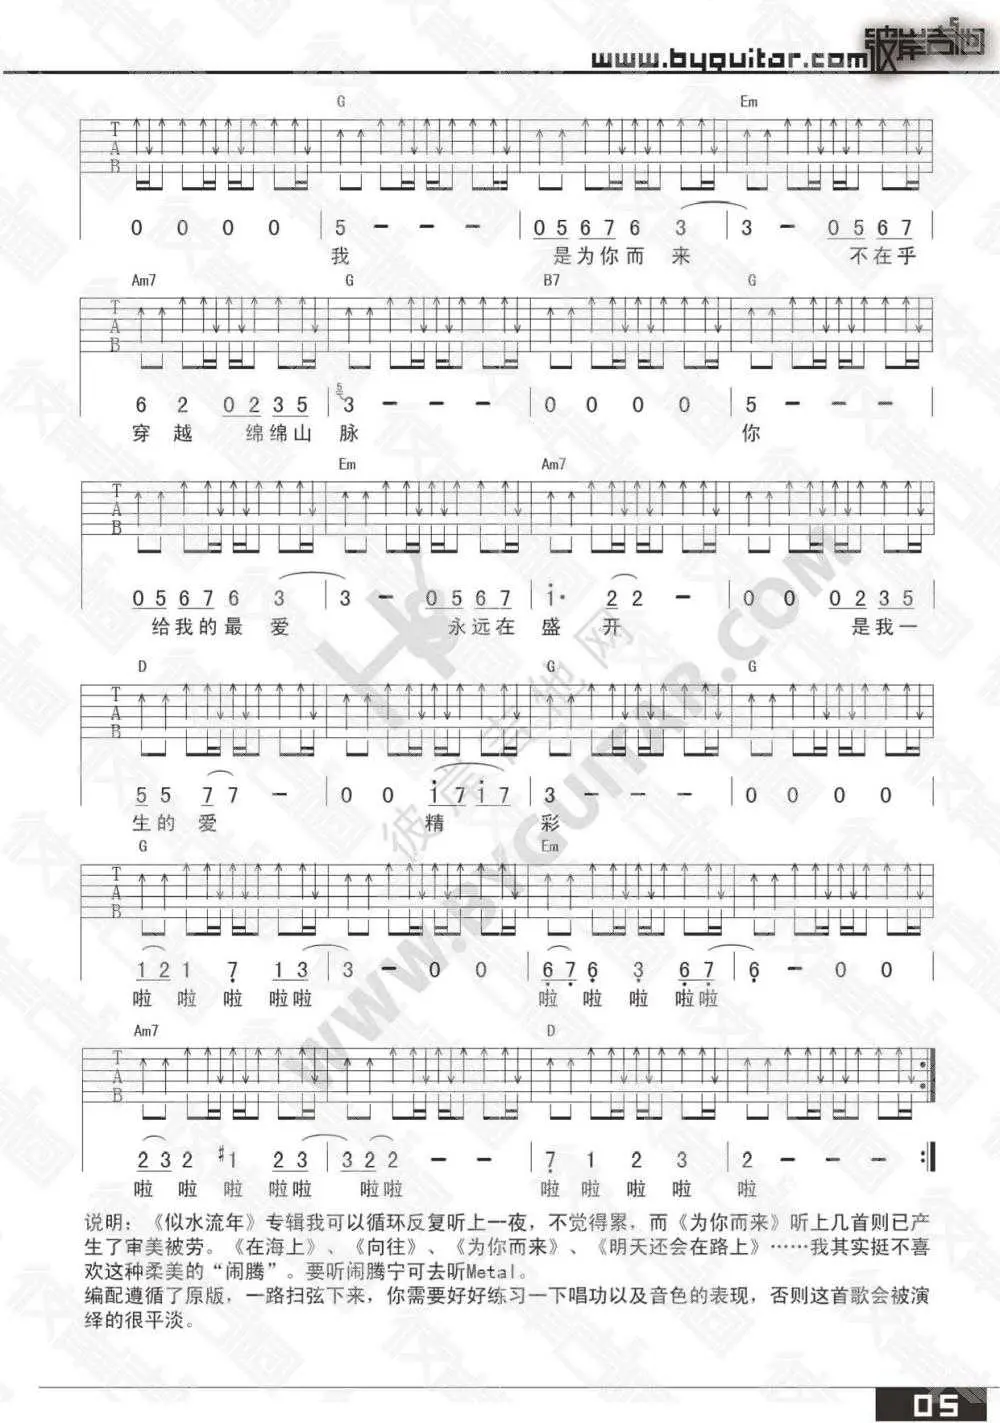 www.byguitar.com 彼岸吉他
G Em
T A B
0 0 0 0 | 5 - - - | 0 5 6 7 6 3 | 3 - 0 5 6 7 |
我 是为你而来 不在乎
Am7 G B7 G
T A B
6 2 0 2 3 5 | 5 3 - - - | 0 0 0 0 | 5 - - - |
穿越 绵绵山脉 你
Em Am7
T A B
0 5 6 7 6 3 | 3 - 0 5 6 7 | i· 2 2 - | 0 0 0 2 3 5 |
给我的最爱 永远在盛开 是我一
D G G
T A B
5 5 7 7 - | 0 0 i 7 i 7 | 3 - - - | 0 0 0 0 |
生的爱 精 彩
G Em
T A B
1 2 1 7 1 3 | 3 - 0 0 | 6 7 6 3 6 7 | 6 - 0 0 |
啦 啦 啦 啦啦 啦 啦 啦 啦啦
Am7 D
T A B
2 3 2 #1 2 3 | 3 2 2 - - | 7 1 2 3 | 2 - - - :||
啦 啦 啦 啦啦 啦啦 啦 啦 啦 啦 啦
说明：《似水流年》专辑我可以循环反复听上一夜，不觉得累，而《为你而来》听上几首则已产
生了审美被劳。《在海上》、《向往》、《为你而来》、《明天还会在路上》……我其实挺不喜
欢这种柔美的“闹腾”。要听闹腾宁可去听Metal。
编配遵循了原版，一路扫弦下来，你需要好好练习一下唱功以及音色的表现，否则这首歌会被演
绎的很平淡。
彼岸吉他网
WWW.BYGUITAR.COM
05